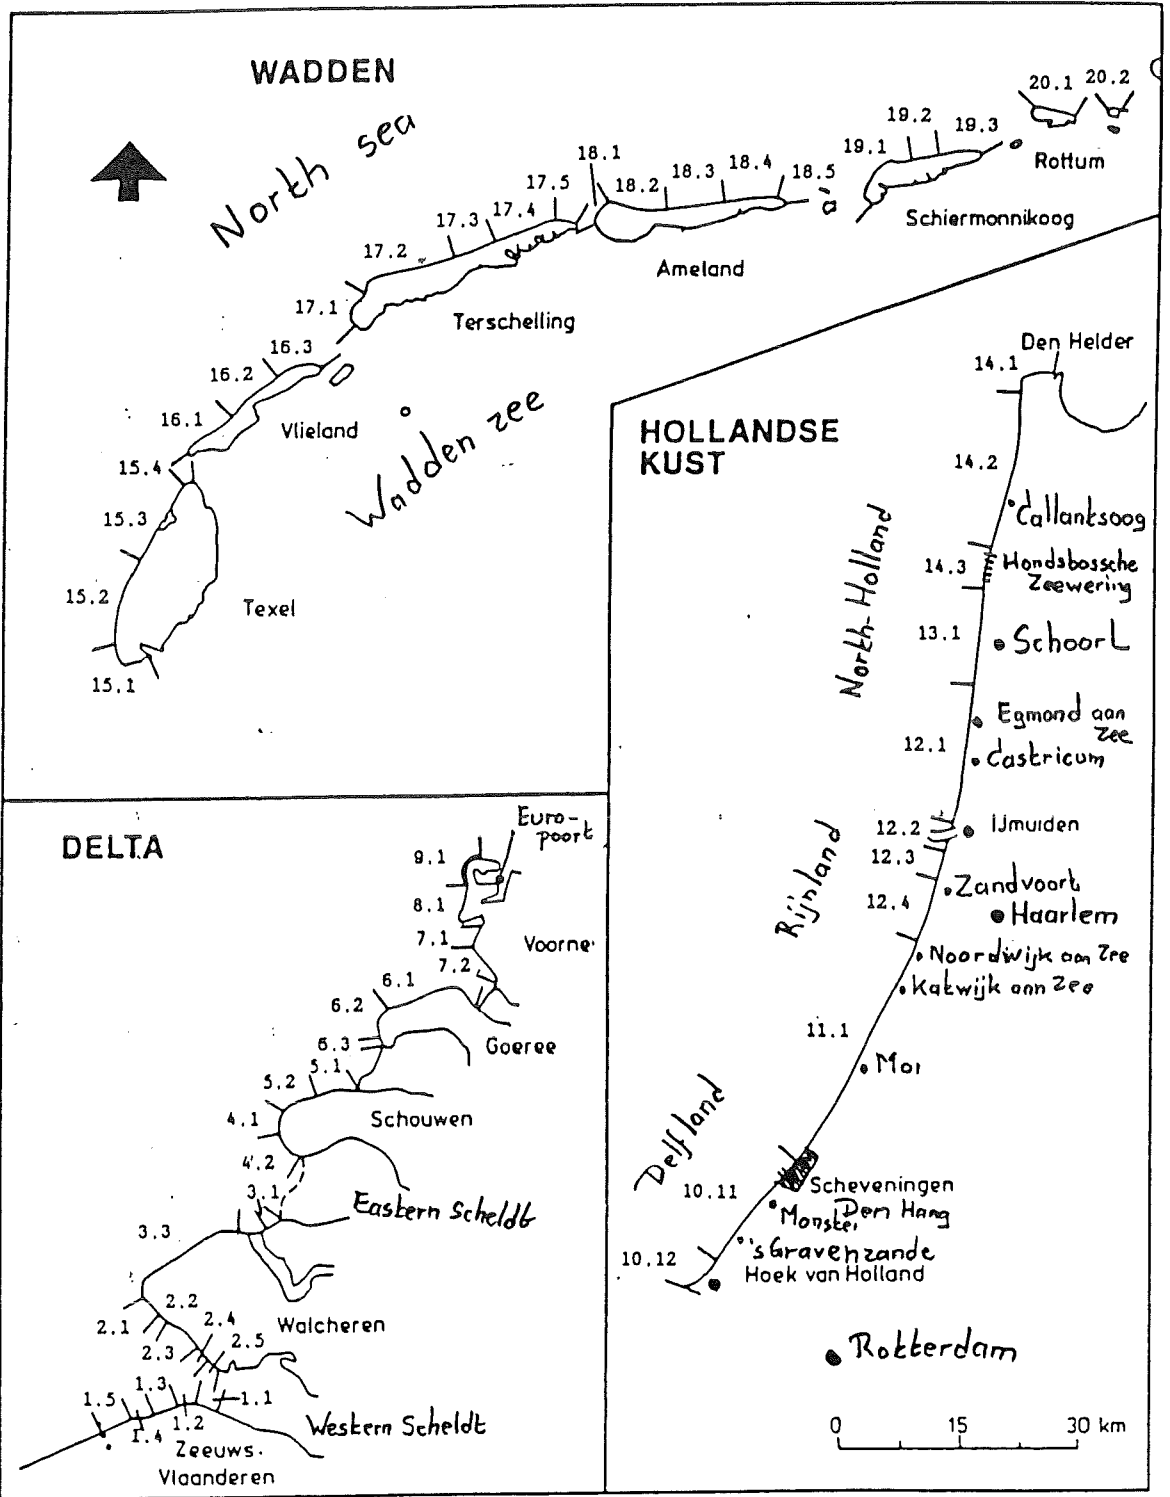 WADDEN
North sea
20.1 20.2
19.2
19.3
19.1
Rottum
Schiermonnikoog
18.1
18.2
18.3
18.4
18.5
Ameland
17.5
17.4
17.3
17.2
17.1
Terschelling
16.3
16.2
16.1
Vlieland
Wadden zee
15.4
15.3
15.2
15.1
Texel
HOLLANDSE
KUST
Den Helder
14.1
14.2
Callantsoog
14.3
Hondsbossche
Zeewering
North-Holland
13.1
Schoorl
Egmond aan
Zee
12.1
Castricum
12.2
IJmuiden
12.3
Rijnland
Zandvoort
12.4
Haarlem
Noordwijk aan Zee
Katwijk aan Zee
11.1
Delfland
10.11
Scheveningen
Den Haag
Monster
's Gravenzande
10.12
Hoek van Holland
Rotterdam
0 15 30 km
DELTA
Euro-
poort
9.1
8.1
7.1
Voorne
7.2
6.1
6.2
6.3
Goeree
5.1
5.2
4.1
Schouwen
4.2
3.1
Eastern Scheldt
3.3
2.2
2.1
2.4
2.3
2.5
Walcheren
1.3
1.5
1.1
1.2
1.4
Western Scheldt
Zeeuws.
Vlaanderen